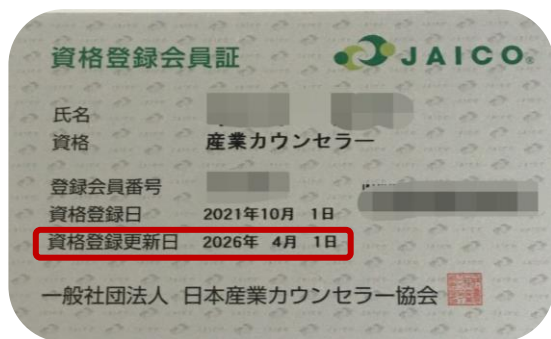 資格登録会員証
JAICO®
氏名
資格 産業カウンセラー
登録会員番号
資格登録日 2021年10月 1日
資格登録更新日 2026年 4月 1日
一般社団法人 日本産業カウンセラー協会